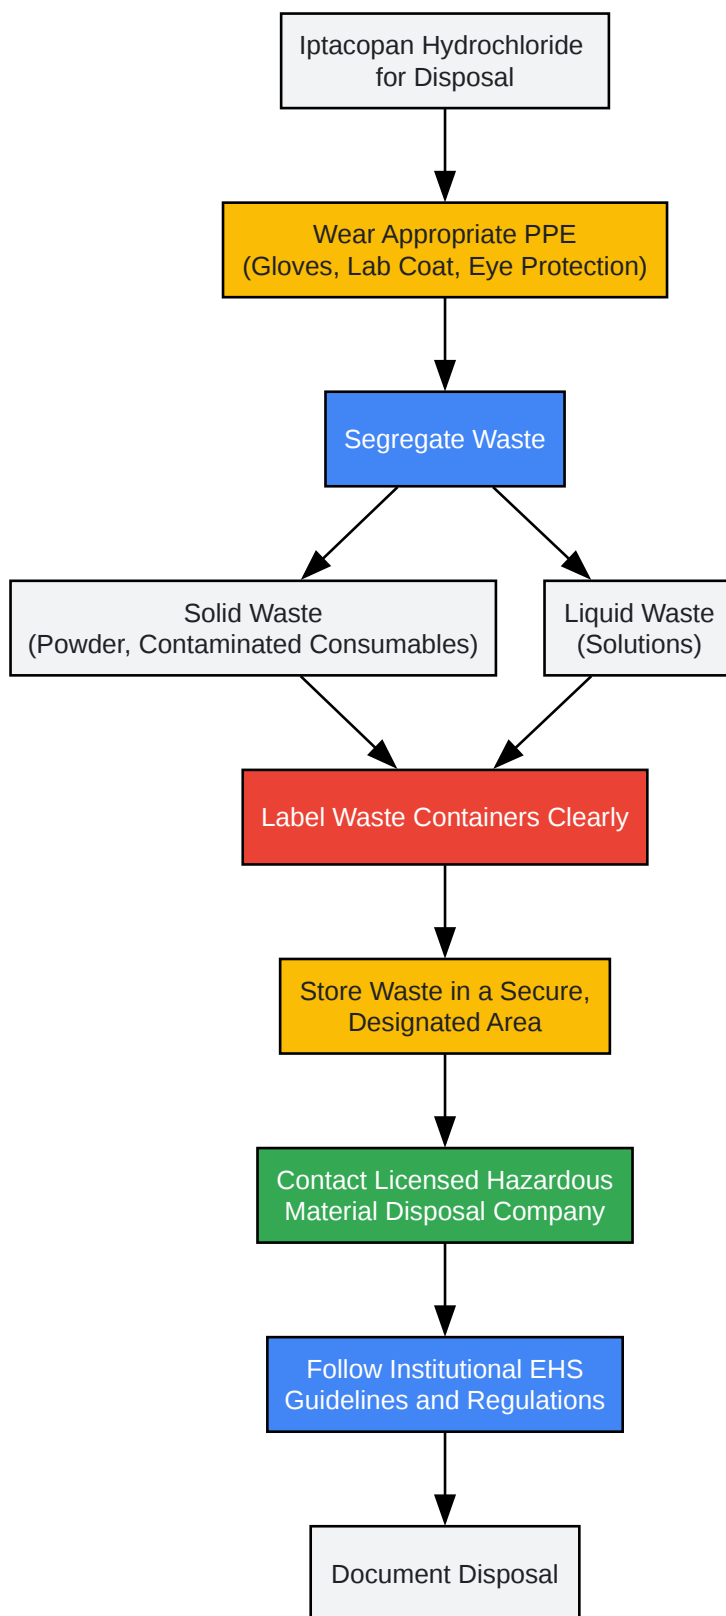 Iptacopan Hydrochloride
for Disposal
Wear Appropriate PPE
(Gloves, Lab Coat, Eye Protection)
Segregate Waste
Solid Waste
(Powder, Contaminated Consumables)
Liquid Waste
(Solutions)
Label Waste Containers Clearly
Store Waste in a Secure,
Designated Area
Contact Licensed Hazardous
Material Disposal Company
Follow Institutional EHS
Guidelines and Regulations
Document Disposal